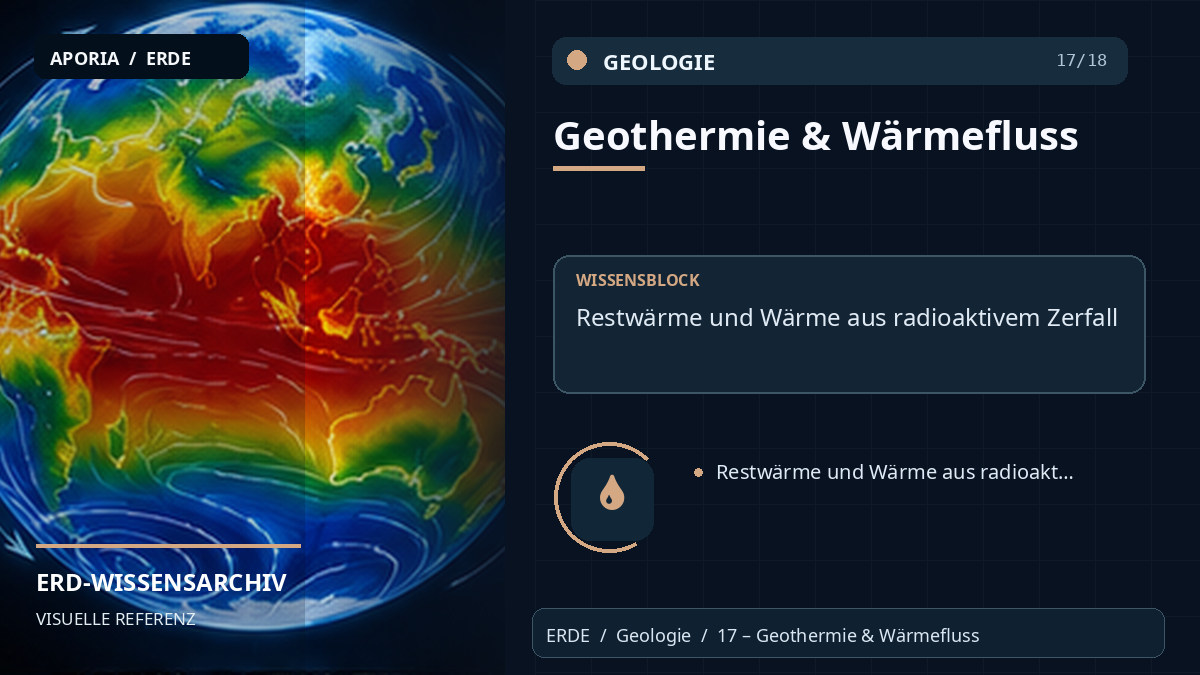 APORIA / ERDE
ERD-WISSENSARCHIV
VISUELLE REFERENZ
GEOLOGIE
17/18
Geothermie & Wärmefluss
WISSENSBLOCK
Restwärme und Wärme aus radioaktivem Zerfall
Restwärme und Wärme aus radioakt...
ERDE / Geologie / 17 – Geothermie & Wärmefluss